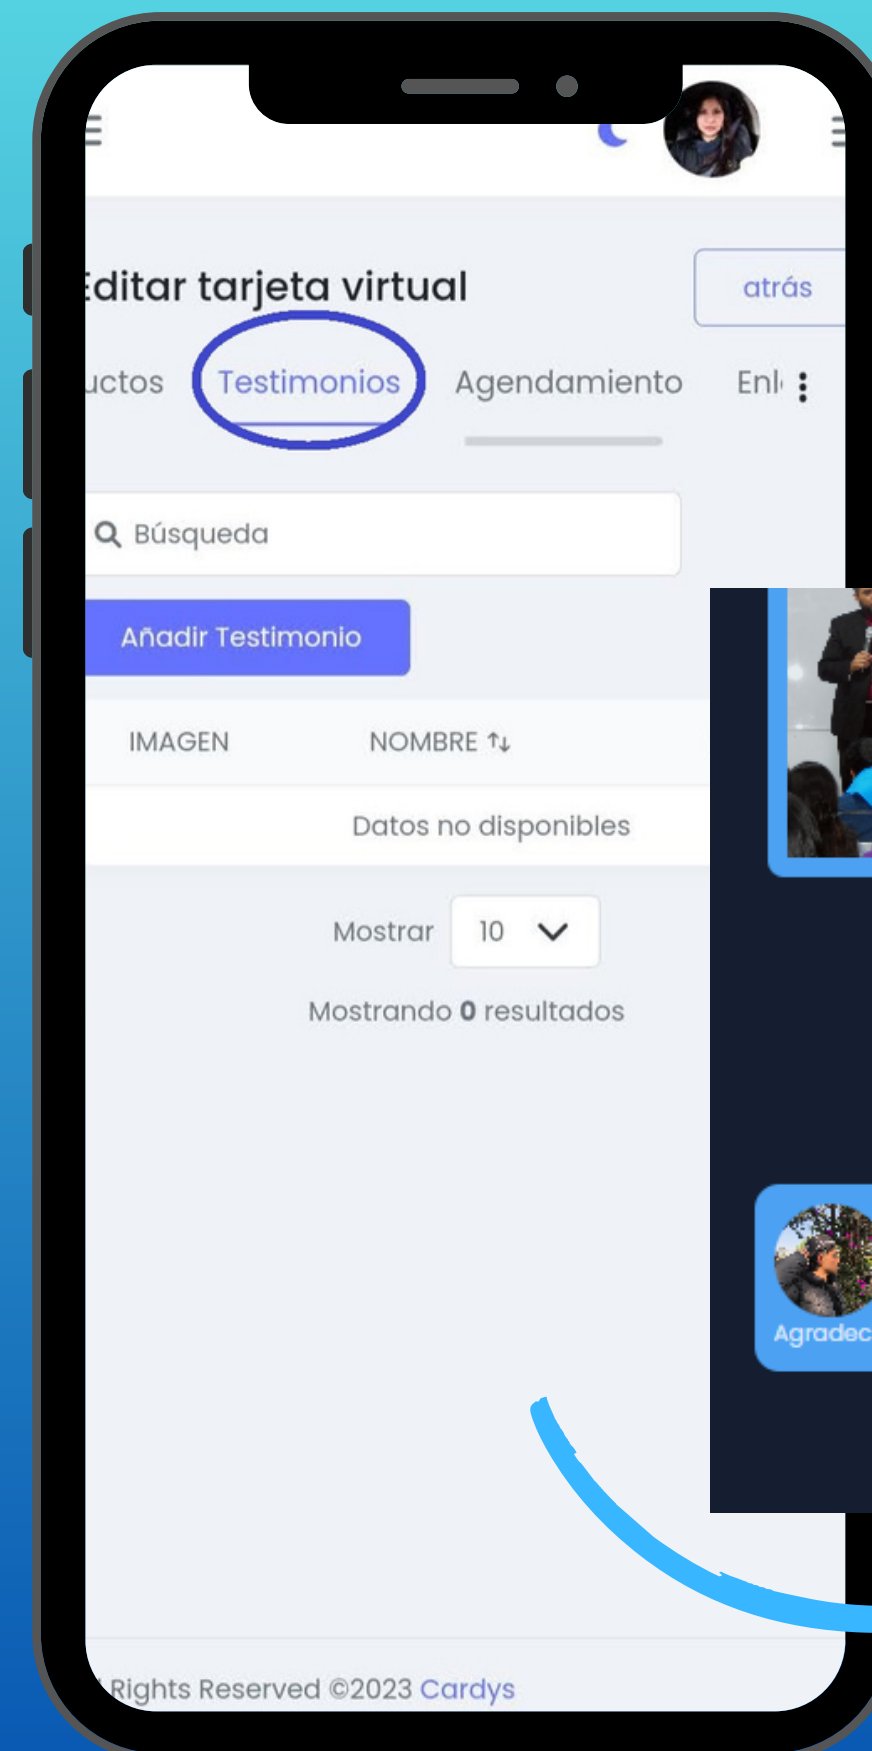 Editar tarjeta virtual
atrás
uctos Testimonios Agendamiento Enl
Búsqueda
Añadir Testimonio
IMAGEN NOMBRE
Datos no disponibles
Mostrar 10
Mostrando 0 resultados
Agradec
Rights Reserved ©2023 Cardys